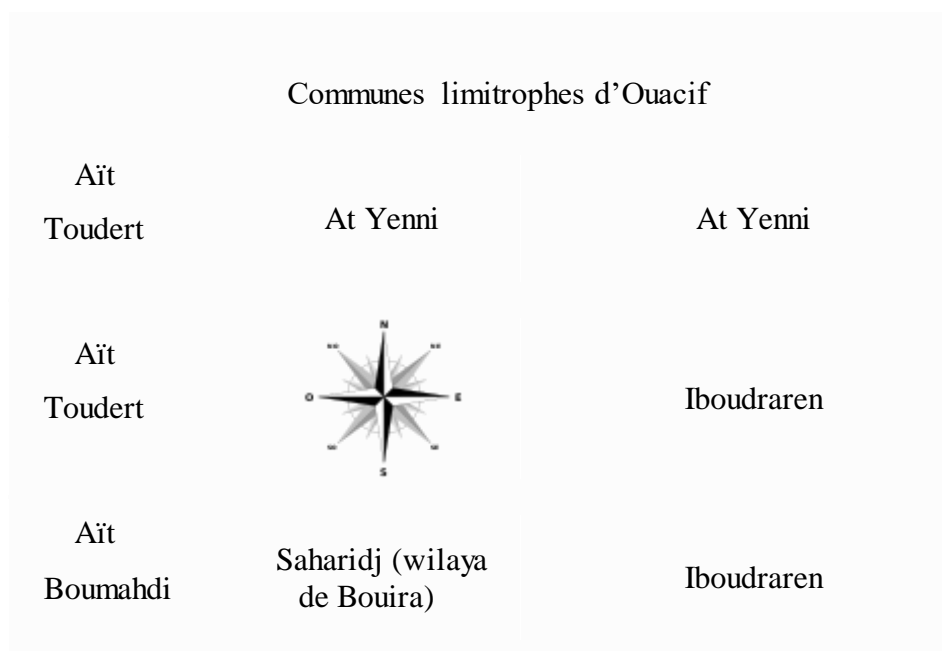 Communes limitrophes d’Ouacif
Aït
Toudert
At Yenni
At Yenni
Aït
Toudert
N
O
E
S
Iboudraren
Aït
Boumahdi
Saharidj (wilaya
de Bouira)
Iboudraren